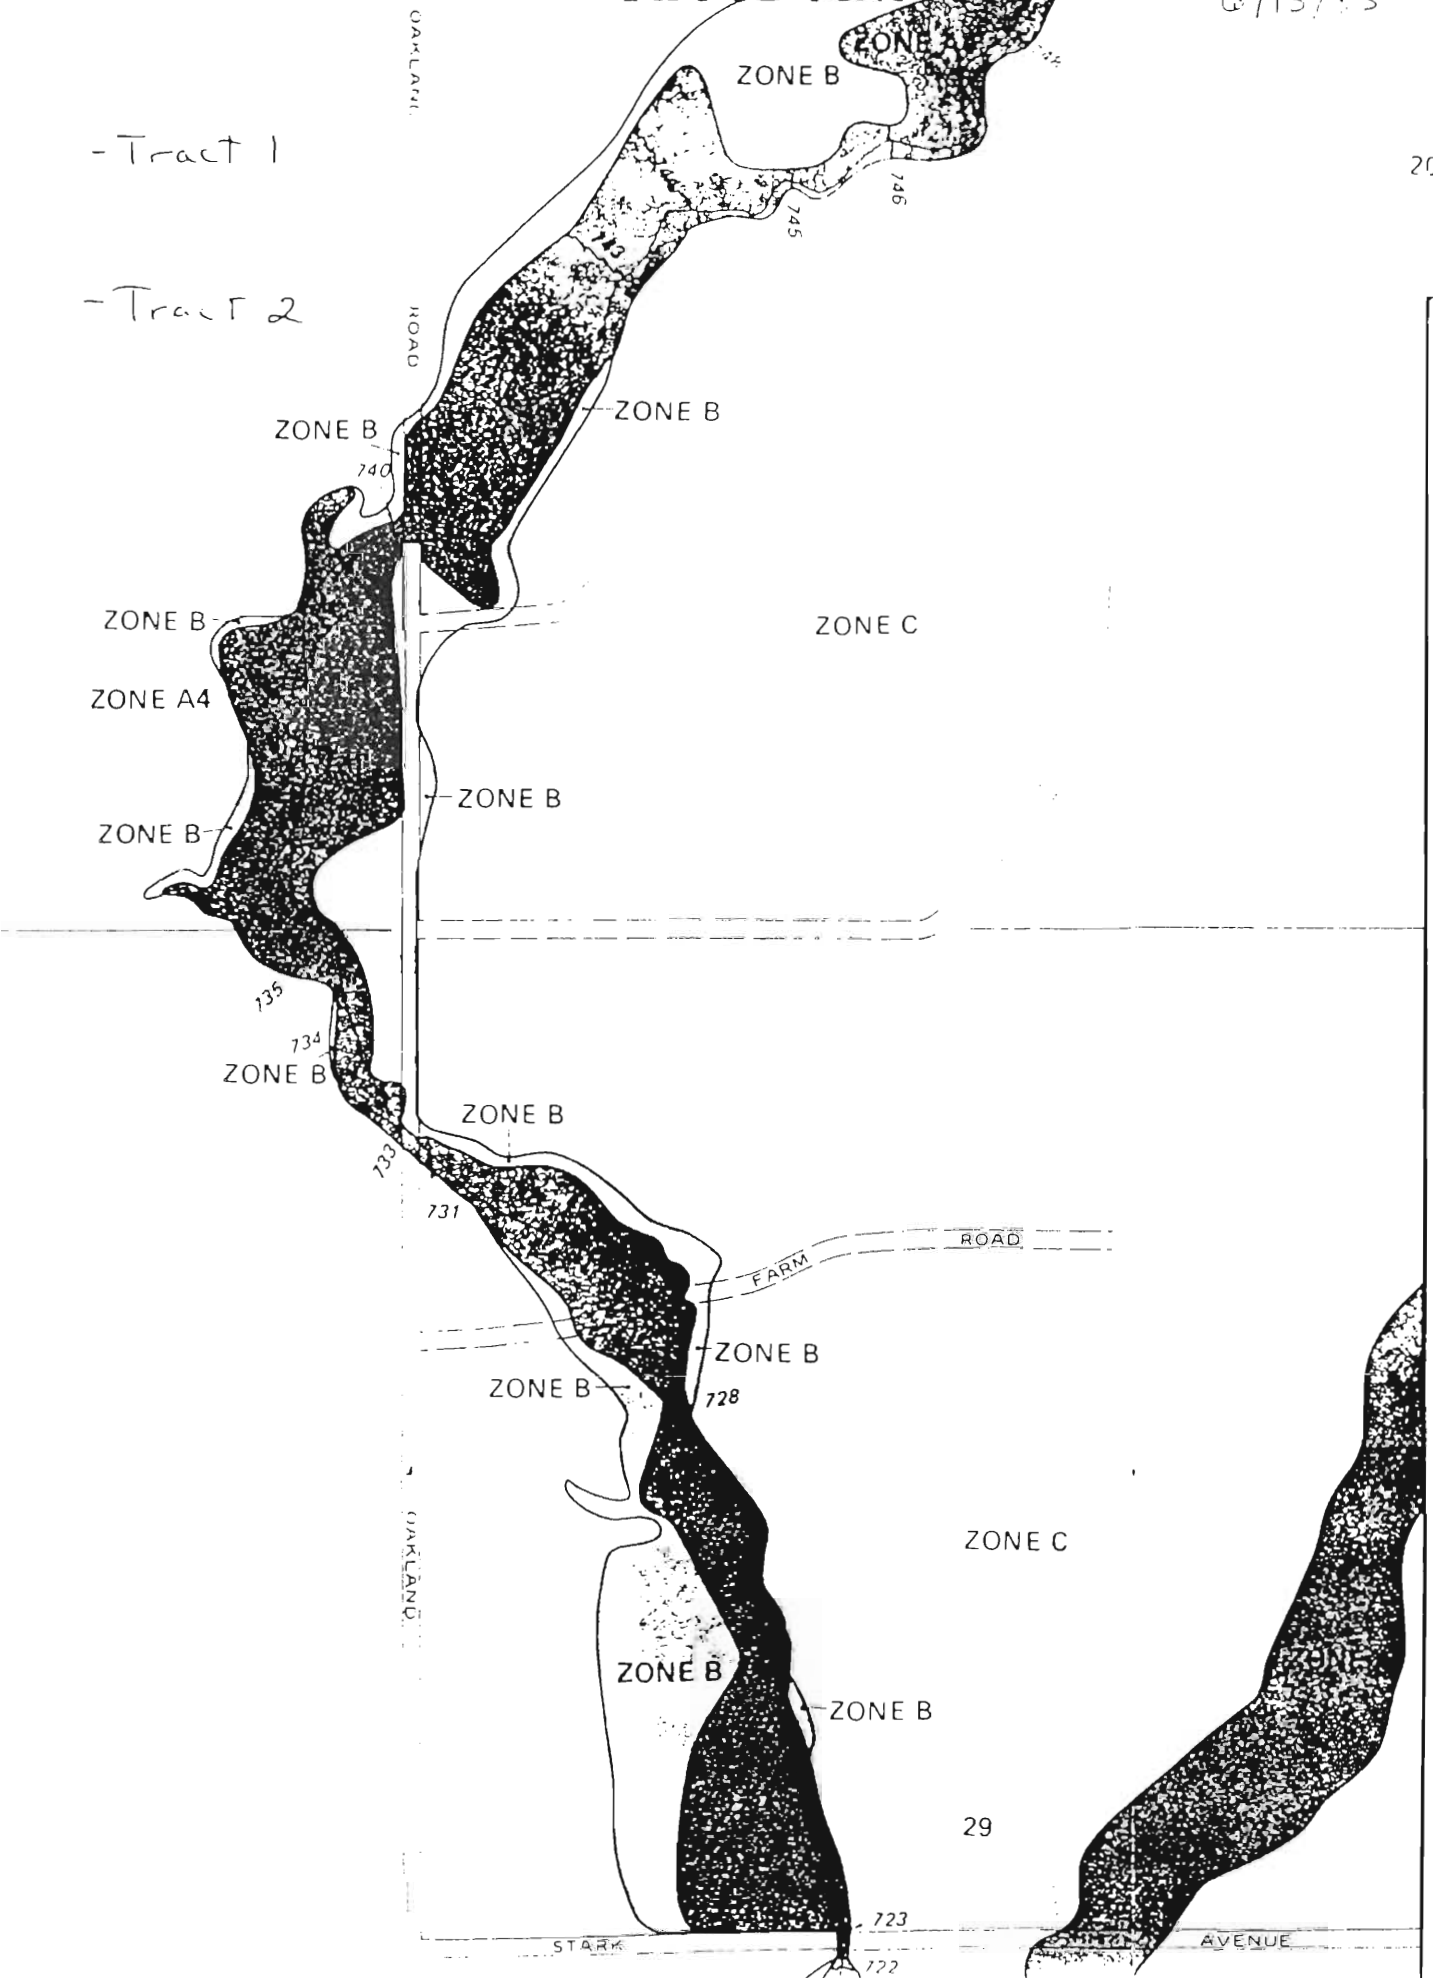 OAKLAND
ZONE A
ZONE B
- Tract 1
746
745
743
- Tract 2
ROAD
ZONE B
ZONE B
740
ZONE B
ZONE C
ZONE A4
ZONE B
ZONE B
735
734
ZONE B
ZONE B
733
731
FARM ROAD
ZONE B
ZONE B
728
OAKLAND
ZONE C
ZONE B
ZONE B
29
723
STARK AVENUE
722